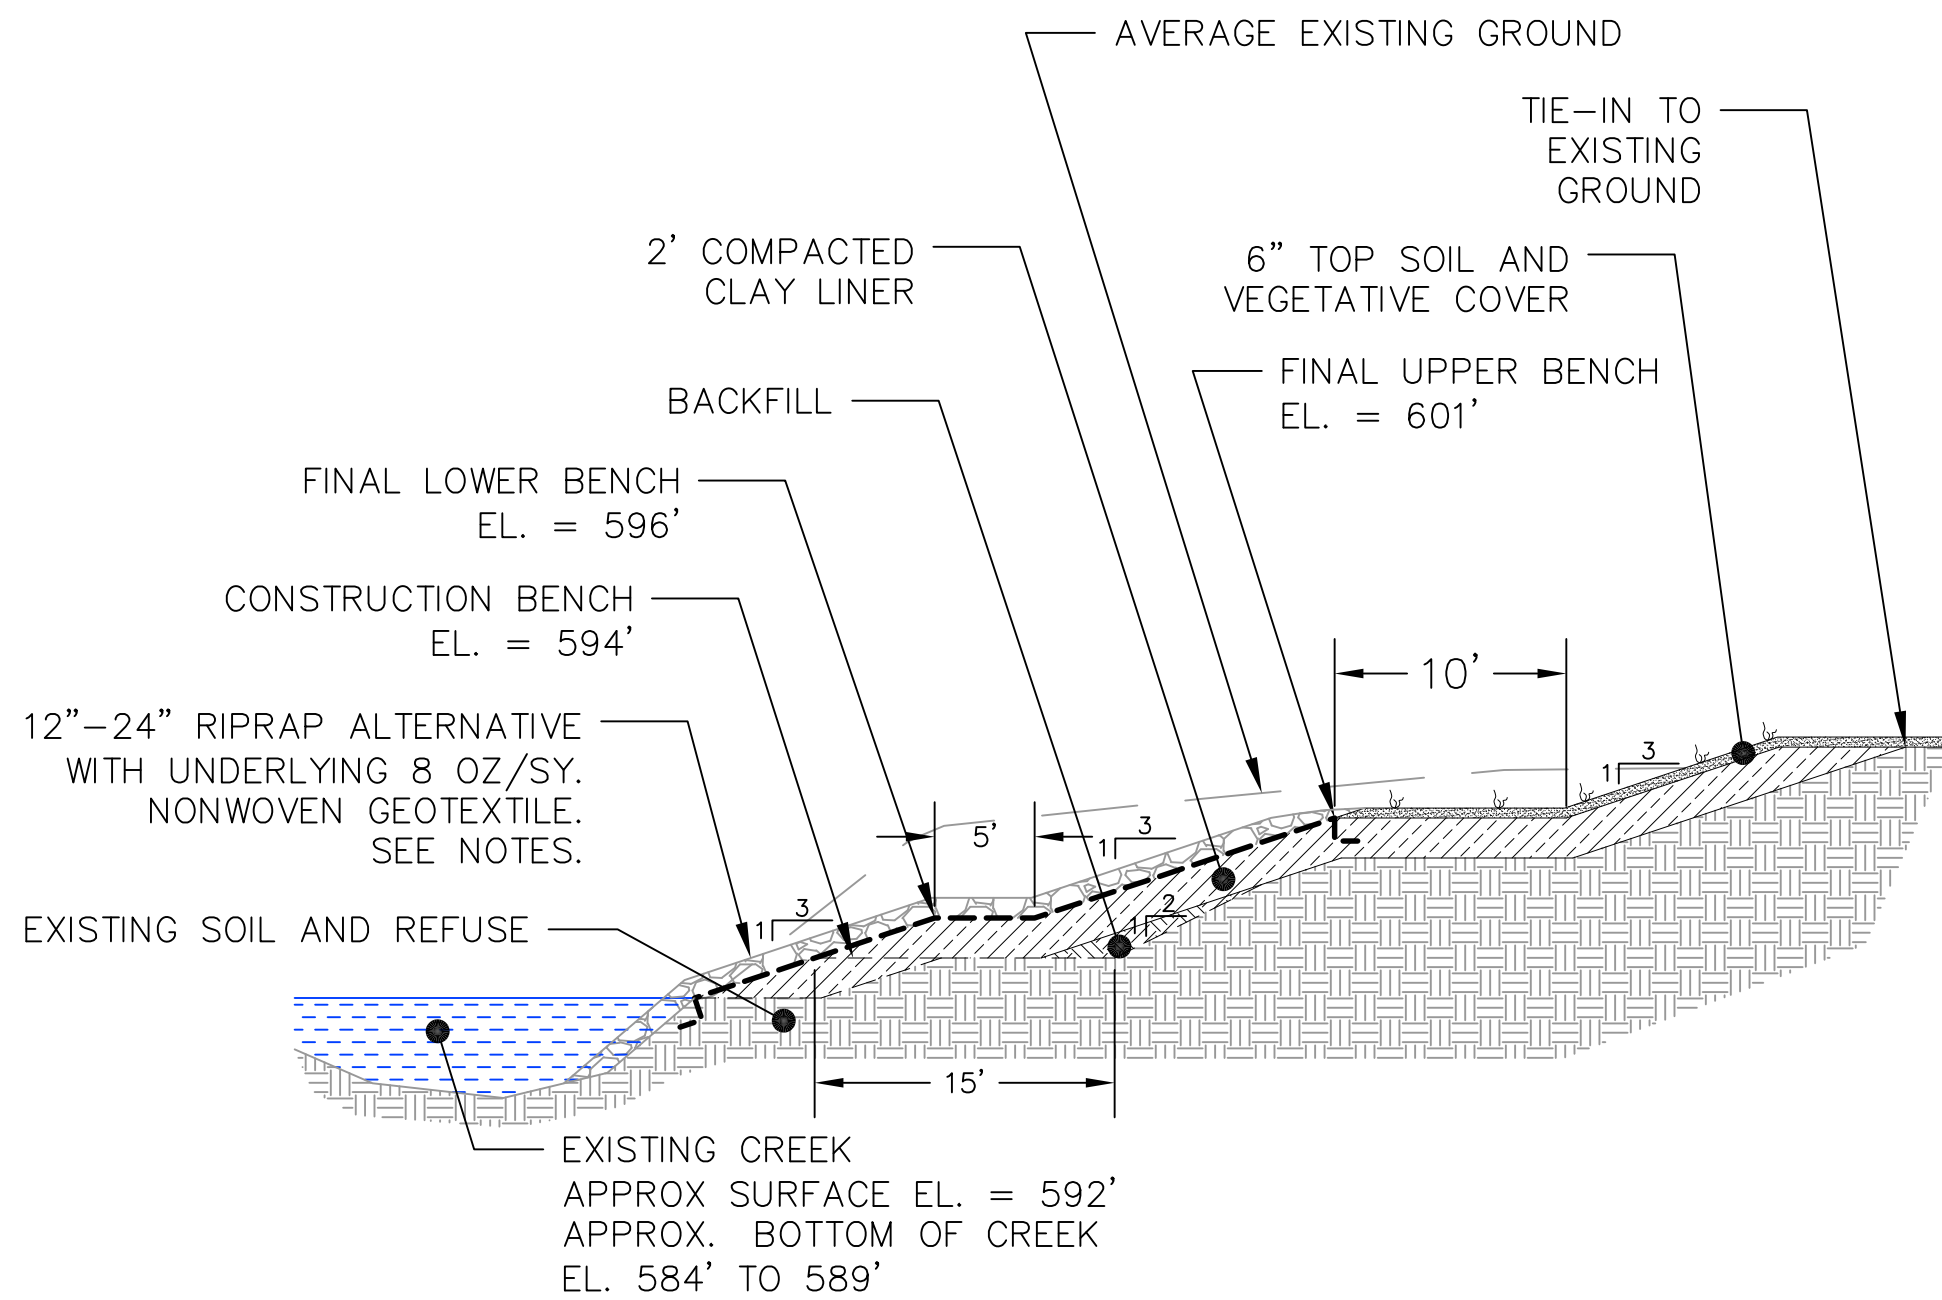 AVERAGE EXISTING GROUND
TIE-IN TO
EXISTING
GROUND
2' COMPACTED
CLAY LINER
6" TOP SOIL AND
VEGETATIVE COVER
FINAL UPPER BENCH
EL. = 601'
BACKFILL
FINAL LOWER BENCH
EL. = 596'
CONSTRUCTION BENCH
EL. = 594'
10'
12"-24" RIPRAP ALTERNATIVE
WITH UNDERLYING 8 OZ/SY.
NONWOVEN GEOTEXTILE.
SEE NOTES.
3
1
5'
3
1
3
1
2
1
EXISTING SOIL AND REFUSE
15'
EXISTING CREEK
APPROX SURFACE EL. = 592'
APPROX. BOTTOM OF CREEK
EL. 584' TO 589'